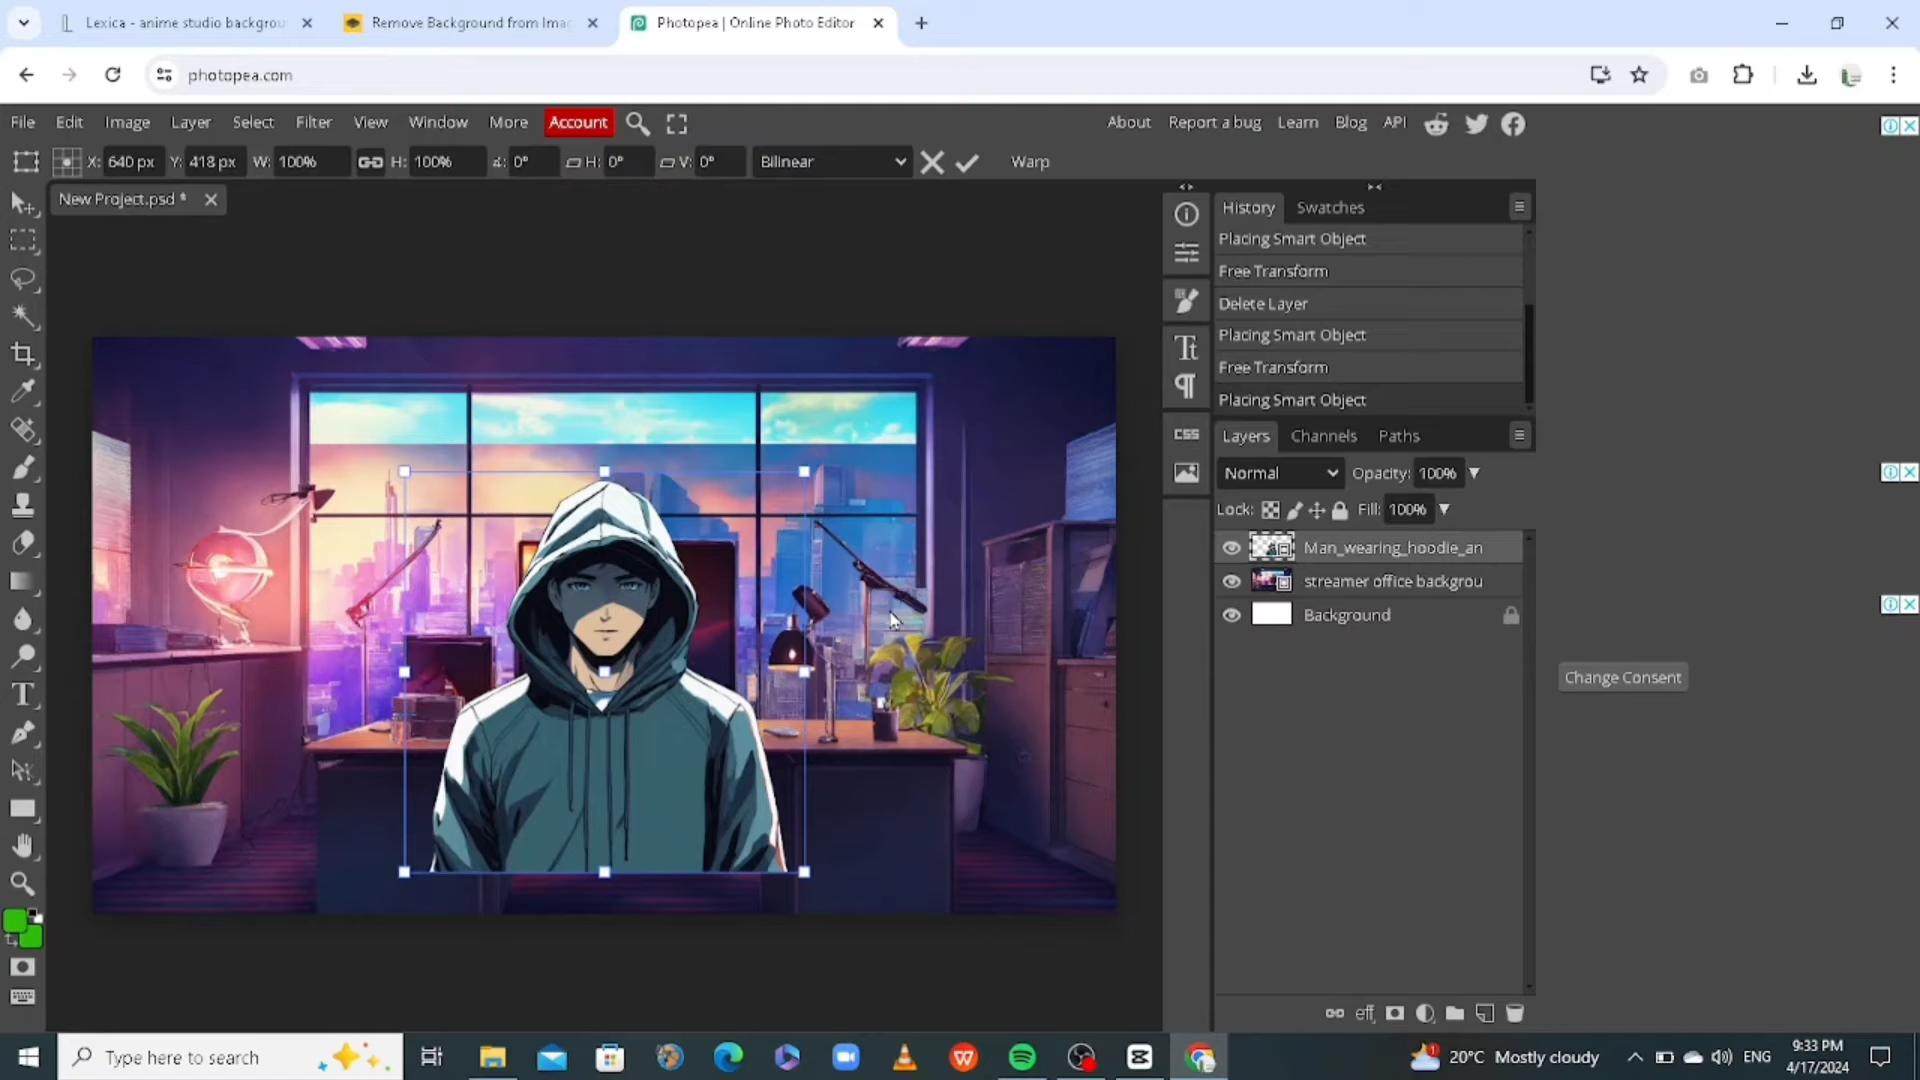 Lexica - anime studio backgrou
Remove Background from Imag
Photopea | Online Photo Editor
photopea.com
File Edit Image Layer Select Filter View Window More Account
About Report a bug Learn Blog API
X: 640 px Y: 418 px W: 100% H: 100% 0° H: 0° V: 0° Bilinear Warp
New Project.psd *
History Swatches
Placing Smart Object
Free Transform
Delete Layer
Placing Smart Object
Free Transform
Placing Smart Object
CSS
Layers Channels Paths
Normal Opacity: 100%
Lock: Fill: 100%
Man_wearing_hoodie_an
streamer office backgrou
Background
Change Consent
eff
Type here to search
20°C Mostly cloudy
ENG
9:33 PM
4/17/2024